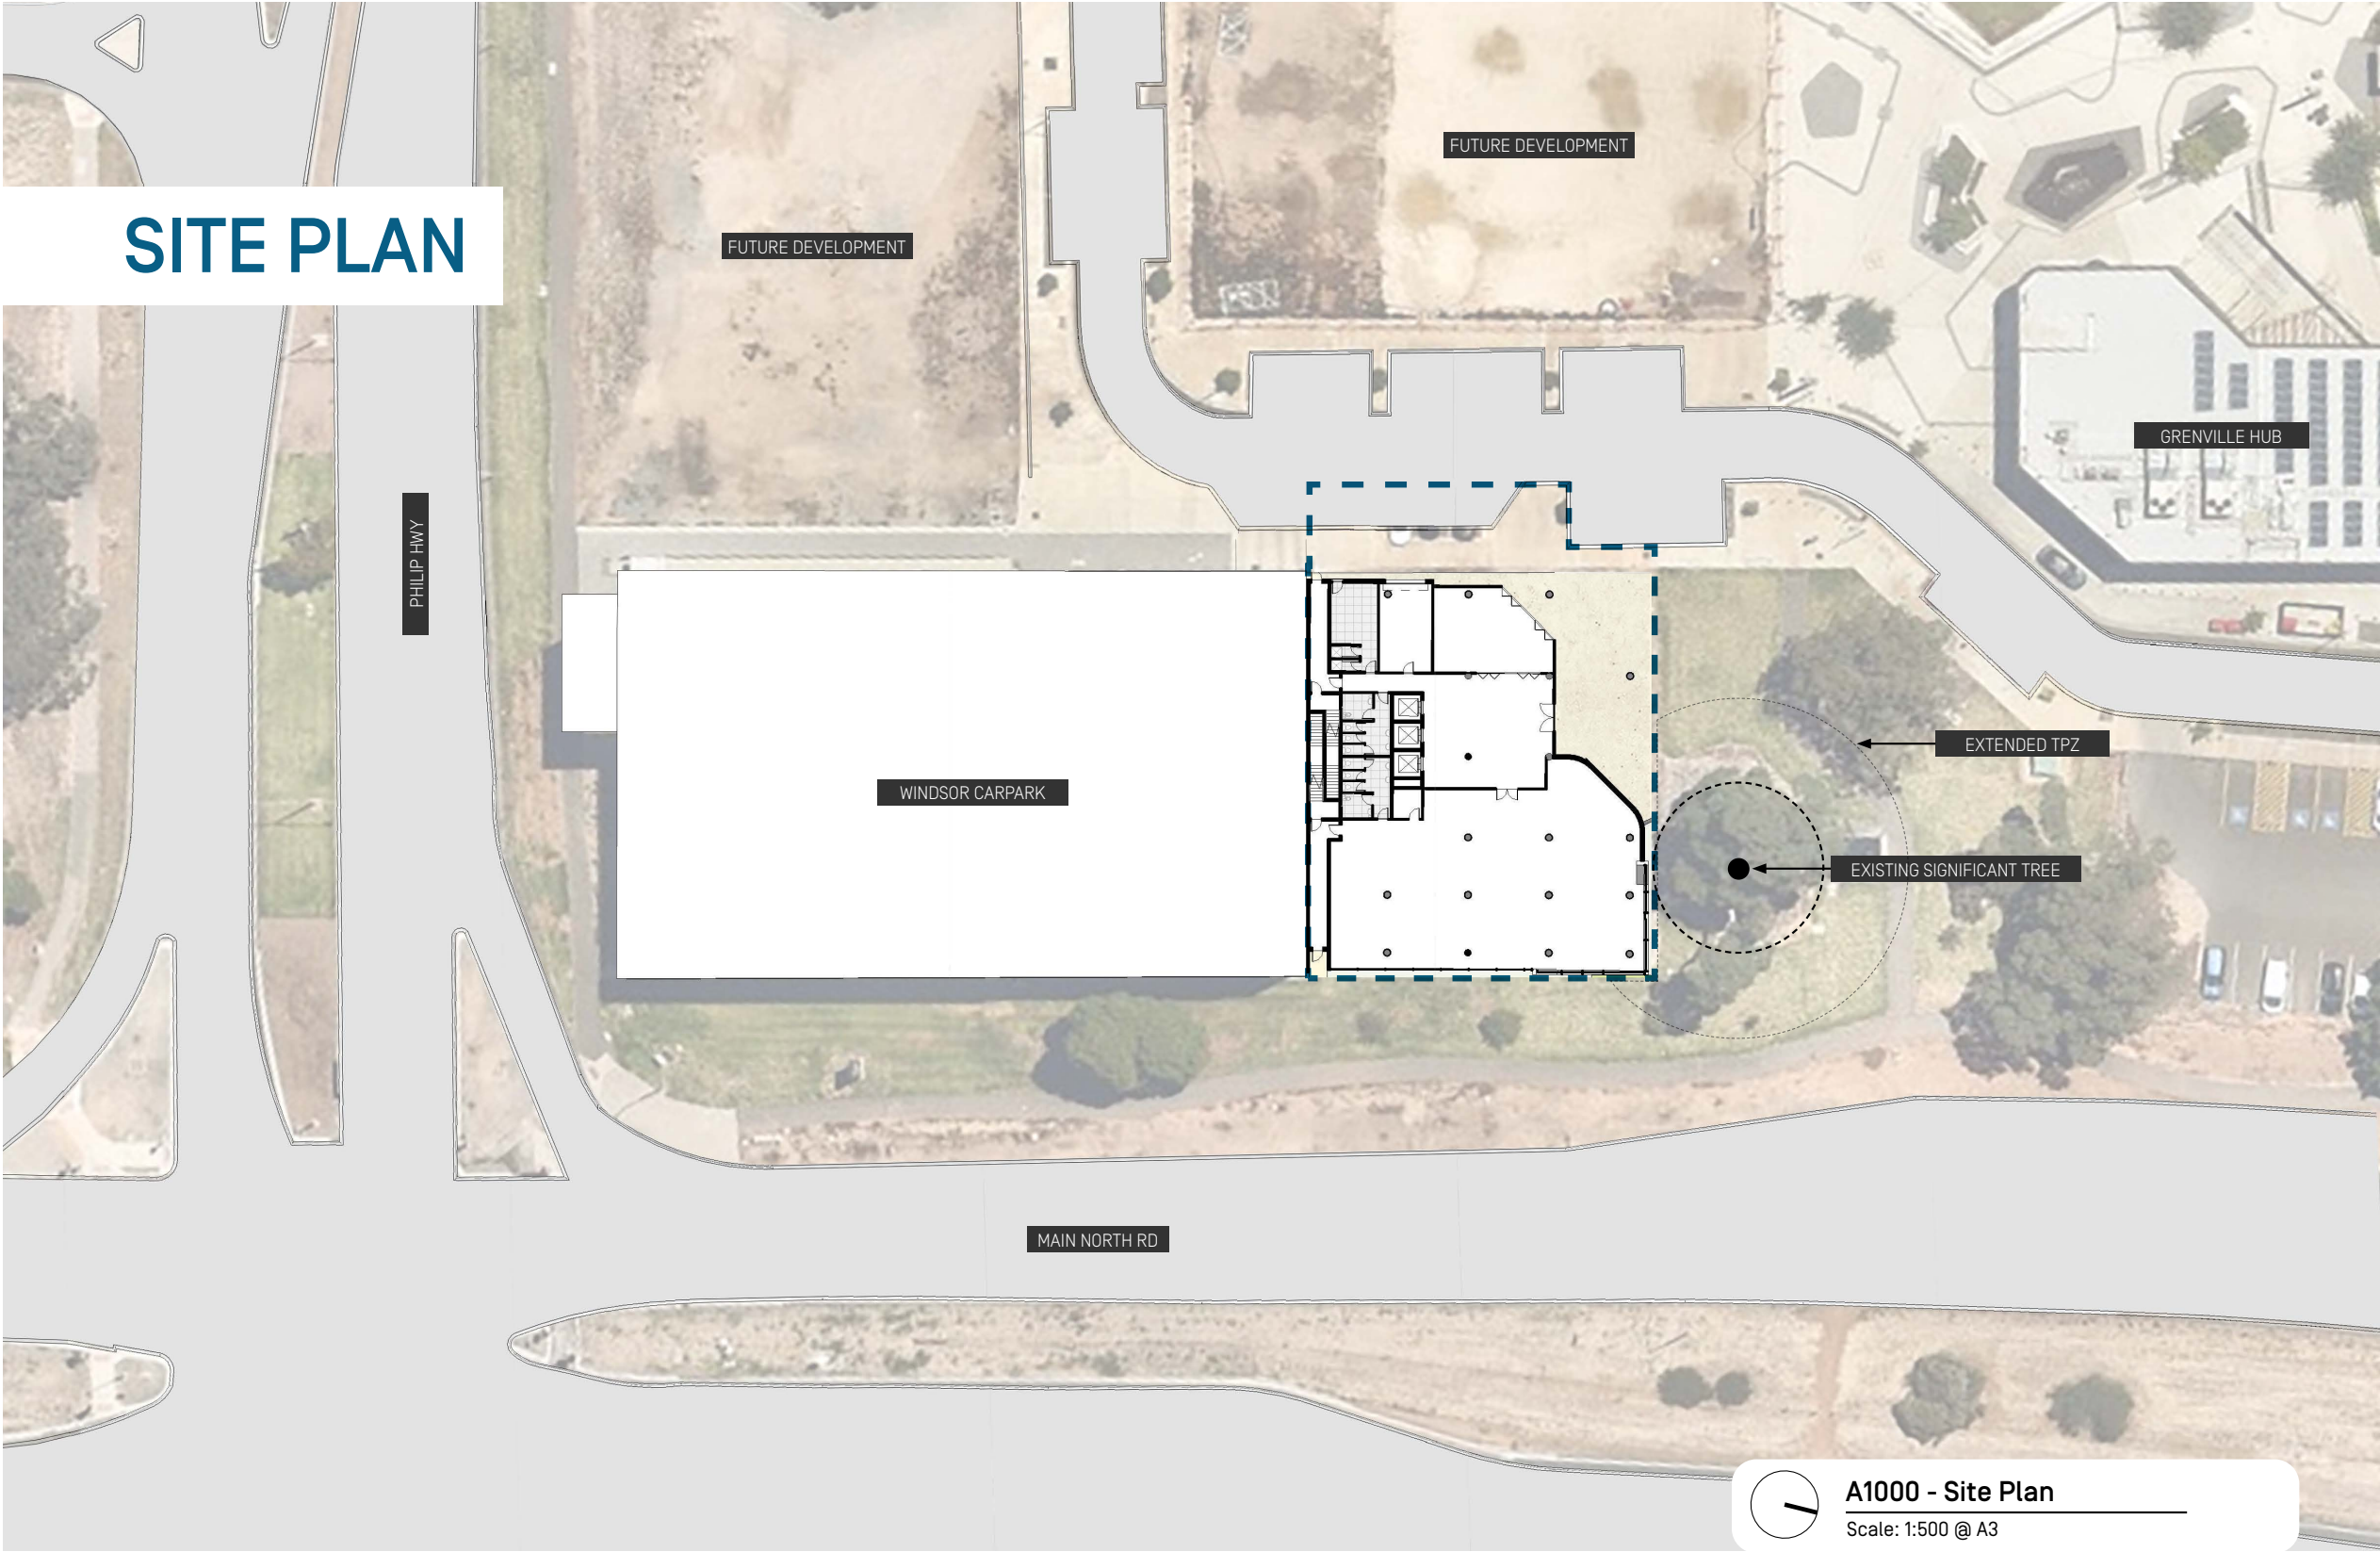 SITE PLAN
FUTURE DEVELOPMENT
FUTURE DEVELOPMENT
GRENVILLE HUB
PHILIP HWY
WINDSOR CARPARK
EXTENDED TPZ
EXISTING SIGNIFICANT TREE
MAIN NORTH RD
A1000 - Site Plan
Scale: 1:500 @ A3